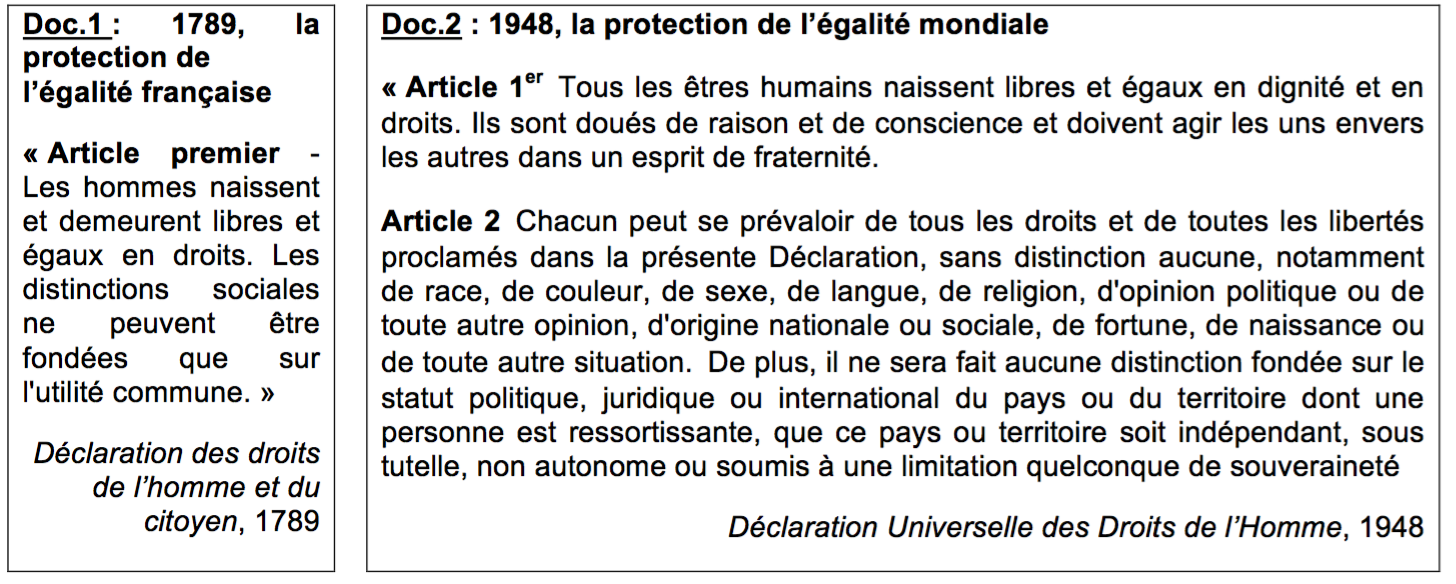 Doc.1 : 1789, la
protection de
l’égalité française
« Article premier -
Les hommes naissent
et demeurent libres et
égaux en droits. Les
distinctions sociales
ne peuvent être
fondées que sur
l'utilité commune. »
Déclaration des droits
de l’homme et du
citoyen, 1789
Doc.2 : 1948, la protection de l’égalité mondiale
« Article 1er Tous les êtres humains naissent libres et égaux en dignité et en
droits. Ils sont doués de raison et de conscience et doivent agir les uns envers
les autres dans un esprit de fraternité.
Article 2 Chacun peut se prévaloir de tous les droits et de toutes les libertés
proclamés dans la présente Déclaration, sans distinction aucune, notamment
de race, de couleur, de sexe, de langue, de religion, d'opinion politique ou de
toute autre opinion, d'origine nationale ou sociale, de fortune, de naissance ou
de toute autre situation. De plus, il ne sera fait aucune distinction fondée sur le
statut politique, juridique ou international du pays ou du territoire dont une
personne est ressortissante, que ce pays ou territoire soit indépendant, sous
tutelle, non autonome ou soumis à une limitation quelconque de souveraineté
Déclaration Universelle des Droits de l’Homme, 1948